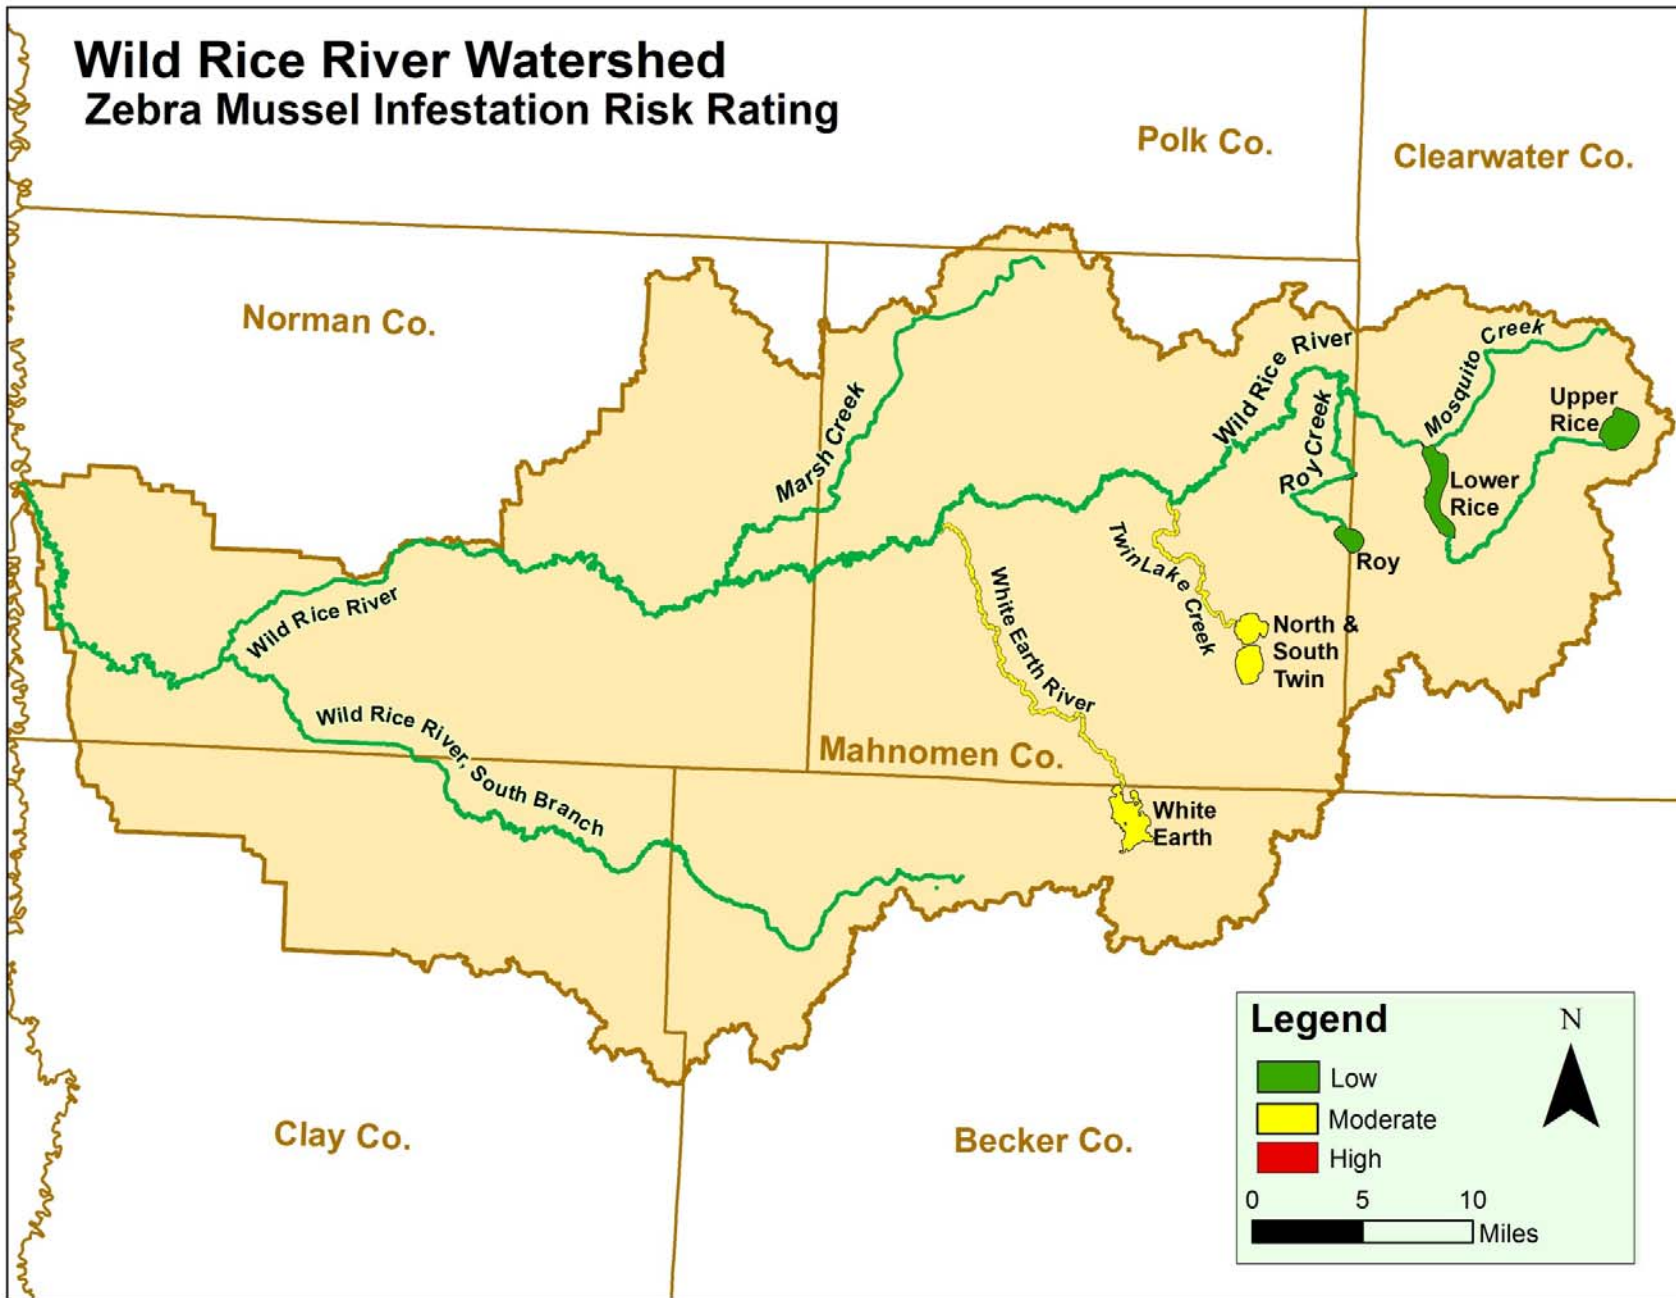 Wild Rice River Watershed
Zebra Mussel Infestation Risk Rating
Polk Co.
Clearwater Co.
Norman Co.
Wild Rice River
Mosquito Creek
Marsh Creek
Roy Creek
Upper
Rice
Lower
Rice
Roy
TwinLake Creek
White Earth River
Wild Rice River
North &
South
Twin
Wild Rice River, South Branch
Mahnomen Co.
White
Earth
Clay Co.
Becker Co.
Legend
N
Low
Moderate
High
0 5 10
Miles